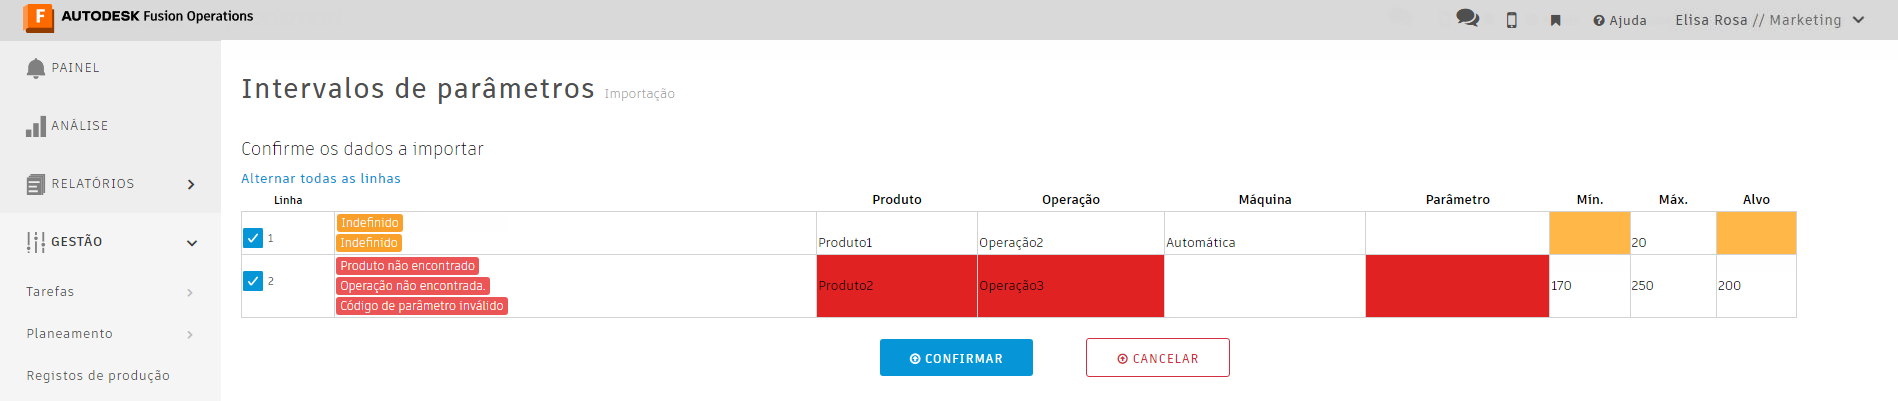 F AUTODESK Fusion Operations
Ajuda
Elisa Rosa // Marketing
PAINEL
ANÁLISE
RELATÓRIOS
GESTÃO
Tarefas
Planeamento
Registos de produção
Intervalos de parâmetros Importação
Confirme os dados a importar
Alternar todas as linhas
Linha Produto Operação Máquina Parâmetro Mín. Máx. Alvo
Indefinido
1 Indefinido Produto1 Operação2 Automática 20
Produto não encontrado
2 Operação não encontrada. Produto2 Operação3 170 250 200
Código de parâmetro inválido
CONFIRMAR CANCELAR